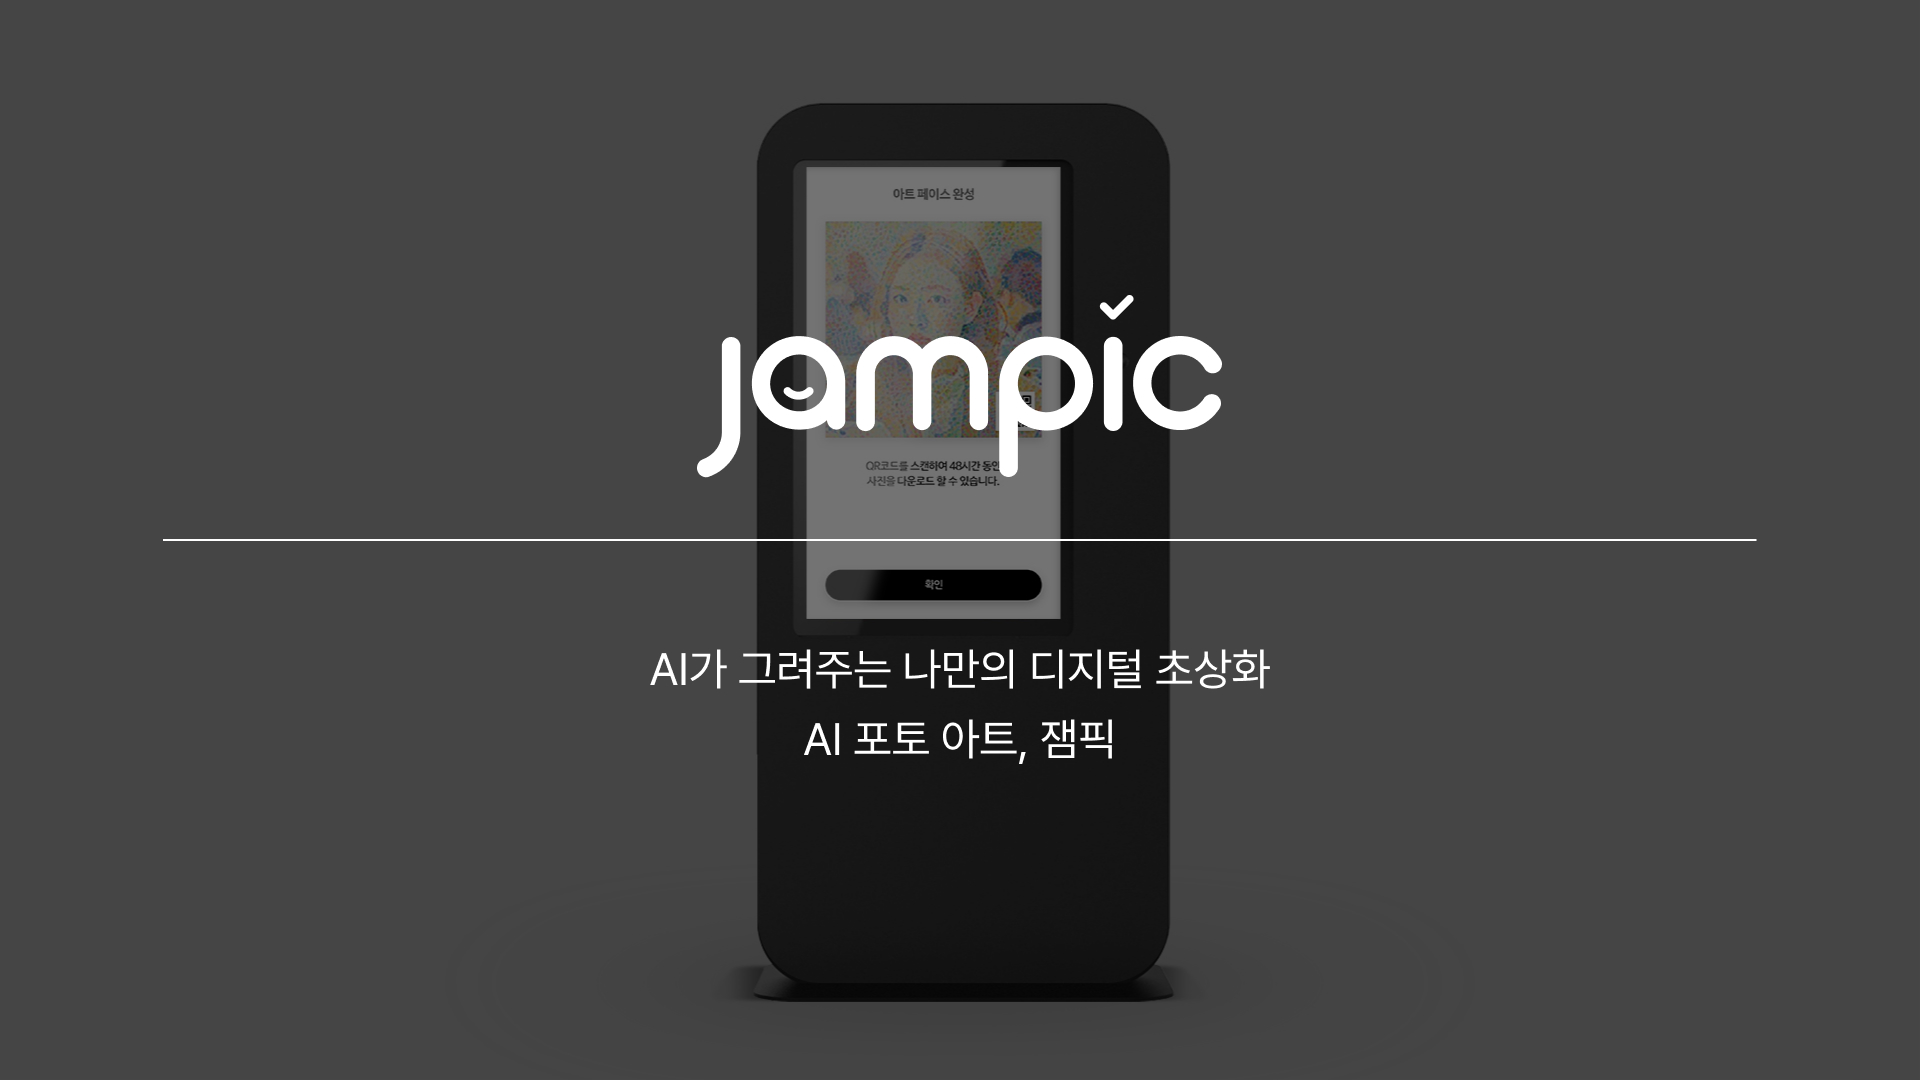 아트 페이스 완성
jampic
QR코드를 스캔하여 48시간 동안
사진을 다운로드 할 수 있습니다.
확인
AI가 그려주는 나만의 디지털 초상화
AI 포토 아트, 잼픽